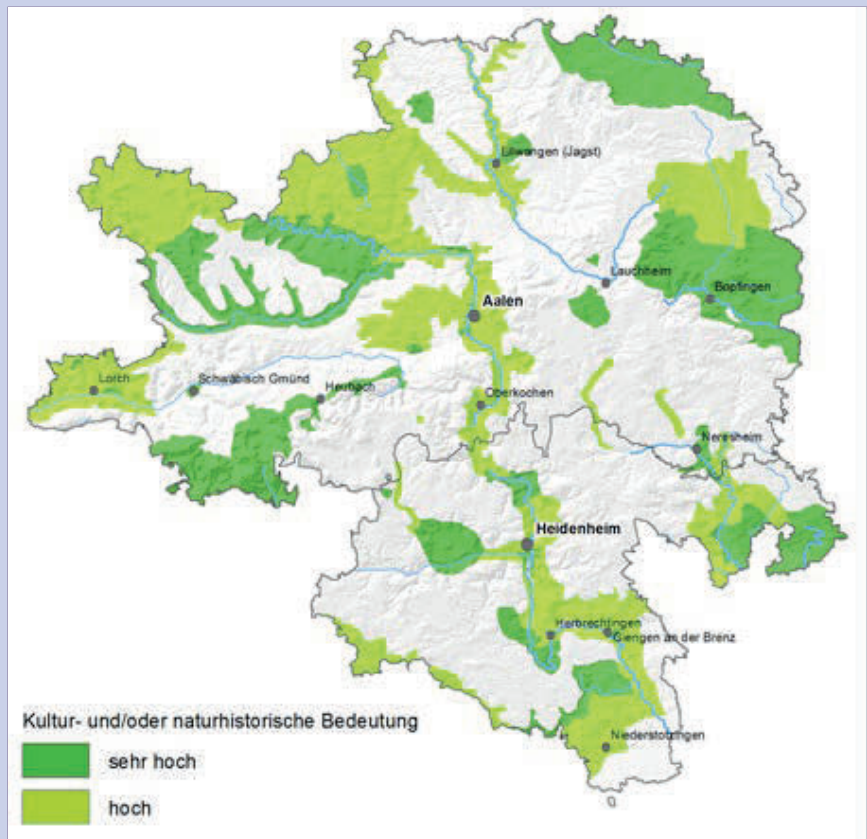 Ellwangen (Jagst)
Lauchheim
Bopfingen
Aalen
Lorch
Schwäbisch Gmünd
Heubach
Oberkochen
Neresheim
Heidenheim
Herbrechtingen
Giengen an der Brenz
Niederstotzingen
Kultur- und/oder naturhistorische Bedeutung
sehr hoch
hoch